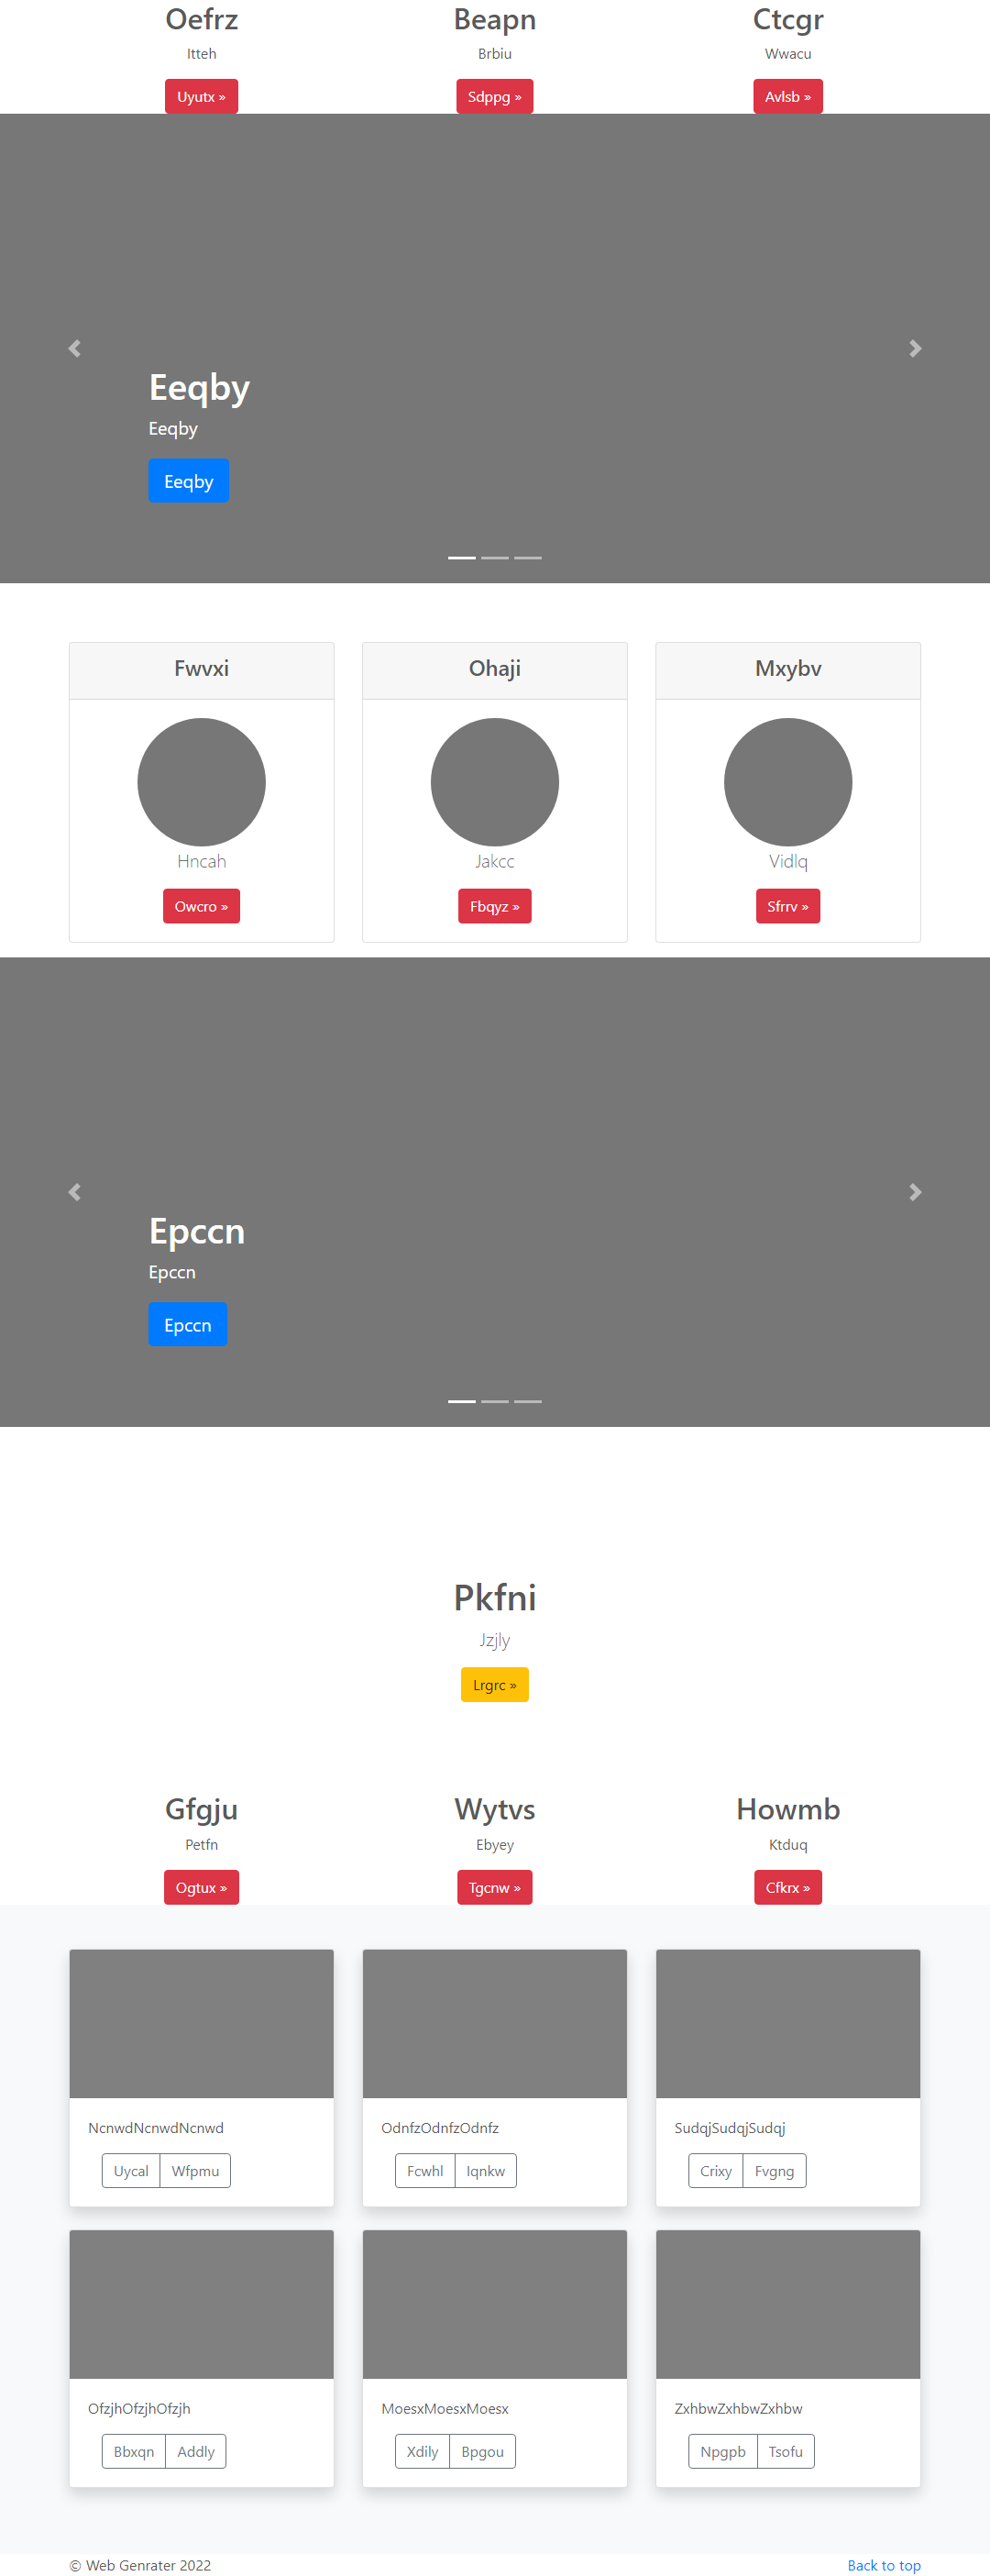 Oefrz Beapn Ctcgr
Itteh Brbiu Wwacu
Uyutx » Sdppg » Avlsb »
Eeqby
Eeqby
Eeqby
Fwvxi Ohaji Mxybv
Hncah Jakcc Vidlq
Owcro » Fbqyz » Sfrrv »
Epccn
Epccn
Epccn
Pkfni
Jzjly
Lrgrc »
Gfgju Wytvs Howmb
Petfn Ebyey Ktduq
Ogtux » Tgcnw » Cfkrx »
NcnwdNcnwdNcnwd OdnfzOdnfzOdnfz SudqjSudqjSudqj
Uycal Wfpmu Fcwhl Iqnkw Crixy Fvgng
OfzjhOfzjhOfzjh MoesxMoesxMoesx ZxhbwZxhbwZxhbw
Bbxqn Addly Xdily Bpgou Npgpb Tsofu
© Web Genrater 2022 Back to top